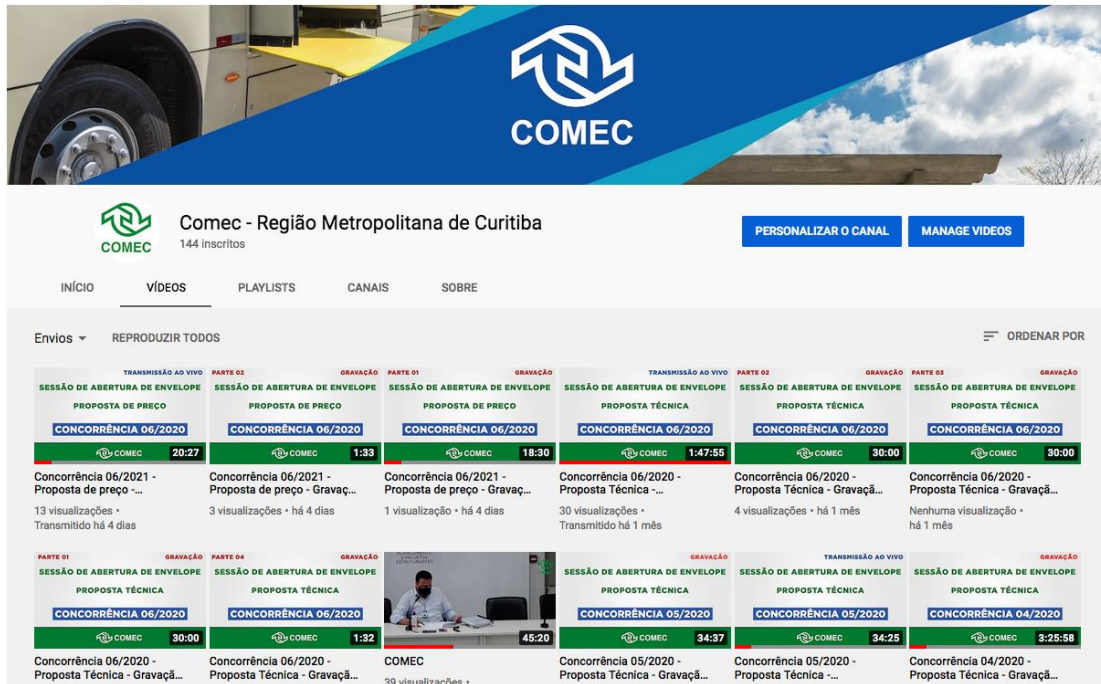 COMEC
COMEC
Comec - Região Metropolitana de Curitiba
144 inscritos
PERSONALIZAR O CANAL
MANAGE VIDEOS
INÍCIO
VÍDEOS
PLAYLISTS
CANAIS
SOBRE
Envios
REPRODUZIR TODOS
ORDENAR POR
TRANSMISSÃO AO VIVO
SESSÃO DE ABERTURA DE ENVELOPE
PROPOSTA DE PREÇO
CONCORRÊNCIA 06/2020
COMEC
20:27
Concorrência 06/2021 -
Proposta de preço -...
13 visualizações •
Transmitido há 4 dias
PARTE 02 GRAVAÇÃO
SESSÃO DE ABERTURA DE ENVELOPE
PROPOSTA DE PREÇO
CONCORRÊNCIA 06/2020
COMEC
1:33
Concorrência 06/2021 -
Proposta de preço - Gravaç...
3 visualizações • há 4 dias
PARTE 01 GRAVAÇÃO
SESSÃO DE ABERTURA DE ENVELOPE
PROPOSTA DE PREÇO
CONCORRÊNCIA 06/2020
COMEC
18:30
Concorrência 06/2021 -
Proposta de preço - Gravaç...
1 visualização • há 4 dias
TRANSMISSÃO AO VIVO
SESSÃO DE ABERTURA DE ENVELOPE
PROPOSTA TÉCNICA
CONCORRÊNCIA 06/2020
COMEC
1:47:55
Concorrência 06/2020 -
Proposta Técnica -...
30 visualizações •
Transmitido há 1 mês
PARTE 02 GRAVAÇÃO
SESSÃO DE ABERTURA DE ENVELOPE
PROPOSTA TÉCNICA
CONCORRÊNCIA 06/2020
COMEC
30:00
Concorrência 06/2020 -
Proposta Técnica - Gravaçã...
4 visualizações • há 1 mês
PARTE 03 GRAVAÇÃO
SESSÃO DE ABERTURA DE ENVELOPE
PROPOSTA TÉCNICA
CONCORRÊNCIA 06/2020
COMEC
30:00
Concorrência 06/2020 -
Proposta Técnica - Gravaçã...
Nenhuma visualização •
há 1 mês
PARTE 01 GRAVAÇÃO
SESSÃO DE ABERTURA DE ENVELOPE
PROPOSTA TÉCNICA
CONCORRÊNCIA 06/2020
COMEC
30:00
Concorrência 06/2020 -
Proposta Técnica - Gravaçã...
PARTE 04 GRAVAÇÃO
SESSÃO DE ABERTURA DE ENVELOPE
PROPOSTA TÉCNICA
CONCORRÊNCIA 06/2020
COMEC
1:32
Concorrência 06/2020 -
Proposta Técnica - Gravaçã...
45:20
COMEC
39 visualizações •
GRAVAÇÃO
SESSÃO DE ABERTURA DE ENVELOPE
PROPOSTA TÉCNICA
CONCORRÊNCIA 05/2020
COMEC
34:37
Concorrência 05/2020 -
Proposta Técnica - Gravaçã...
TRANSMISSÃO AO VIVO
SESSÃO DE ABERTURA DE ENVELOPE
PROPOSTA TÉCNICA
CONCORRÊNCIA 05/2020
COMEC
34:25
Concorrência 05/2020 -
Proposta Técnica -...
GRAVAÇÃO
SESSÃO DE ABERTURA DE ENVELOPE
PROPOSTA TÉCNICA
CONCORRÊNCIA 04/2020
COMEC
3:25:58
Concorrência 04/2020 -
Proposta Técnica - Gravaçã...